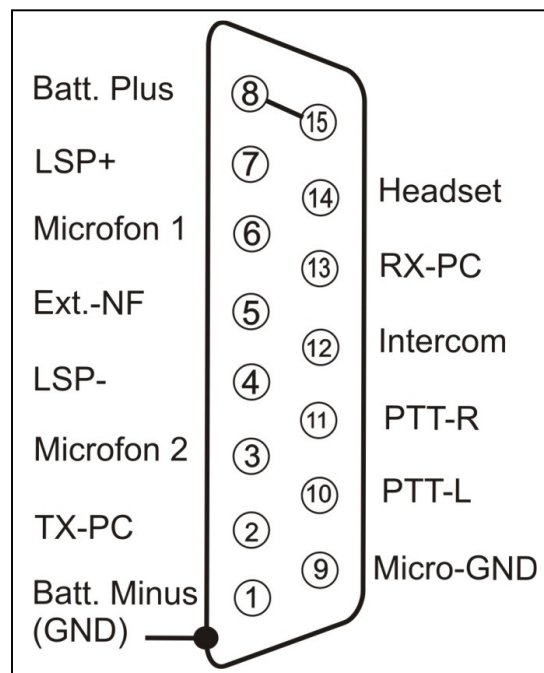 Batt. Plus
8
15
LSP+
7
14
Headset
Microfon 1
6
13
RX-PC
Ext.-NF
5
12
Intercom
LSP-
4
11
PTT-R
Microfon 2
3
10
PTT-L
TX-PC
2
9
Micro-GND
Batt. Minus
1
(GND)